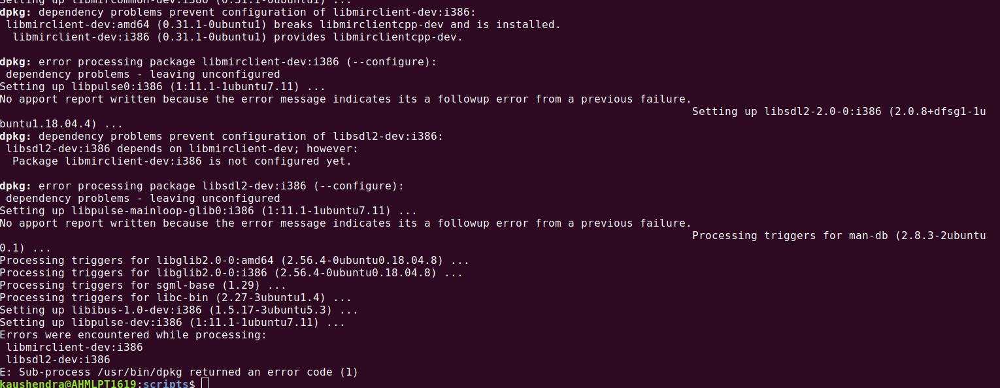 Setting up libmircommon-dev:i386 (0.31.1-0ubuntu1) ...
dpkg: dependency problems prevent configuration of libmirclient-dev:i386:
 libmirclient-dev:amd64 (0.31.1-0ubuntu1) breaks libmirclientcpp-dev and is installed.
  libmirclient-dev:i386 (0.31.1-0ubuntu1) provides libmirclientcpp-dev.

dpkg: error processing package libmirclient-dev:i386 (--configure):
 dependency problems - leaving unconfigured
Setting up libpulse0:i386 (1:11.1-1ubuntu7.11) ...
No apport report written because the error message indicates its a followup error from a previous failure.
Setting up libsdl2-2.0-0:i386 (2.0.8+dfsg1-1u
buntu1.18.04.4) ...
dpkg: dependency problems prevent configuration of libsdl2-dev:i386:
 libsdl2-dev:i386 depends on libmirclient-dev; however:
  Package libmirclient-dev:i386 is not configured yet.

dpkg: error processing package libsdl2-dev:i386 (--configure):
 dependency problems - leaving unconfigured
Setting up libpulse-mainloop-glib0:i386 (1:11.1-1ubuntu7.11) ...
No apport report written because the error message indicates its a followup error from a previous failure.
Processing triggers for man-db (2.8.3-2ubuntu
0.1) ...
Processing triggers for libglib2.0-0:amd64 (2.56.4-0ubuntu0.18.04.8) ...
Processing triggers for libglib2.0-0:i386 (2.56.4-0ubuntu0.18.04.8) ...
Processing triggers for sgml-base (1.29) ...
Processing triggers for libc-bin (2.27-3ubuntu1.4) ...
Setting up libibus-1.0-dev:i386 (1.5.17-3ubuntu5.3) ...
Setting up libpulse-dev:i386 (1:11.1-1ubuntu7.11) ...
Errors were encountered while processing:
 libmirclient-dev:i386
 libsdl2-dev:i386
E: Sub-process /usr/bin/dpkg returned an error code (1)
kaushendra@AHMLPT1619:scripts$